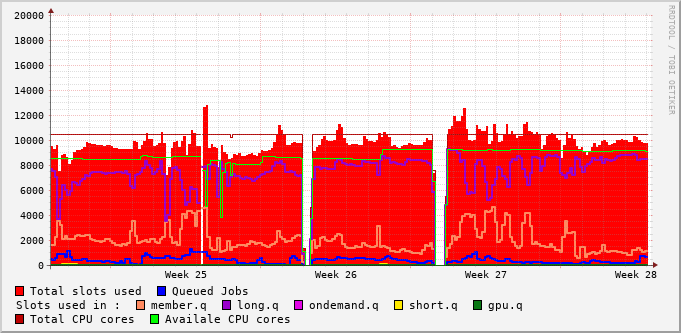 20000
18000
16000
14000
12000
10000
8000
6000
4000
2000
0
Week 25 Week 26 Week 27 Week 28
RRDTOOL / TOBI OETIKER
Total slots used Queued Jobs
Slots used in : member.q long.q ondemand.q short.q gpu.q
Total CPU cores Availale CPU cores